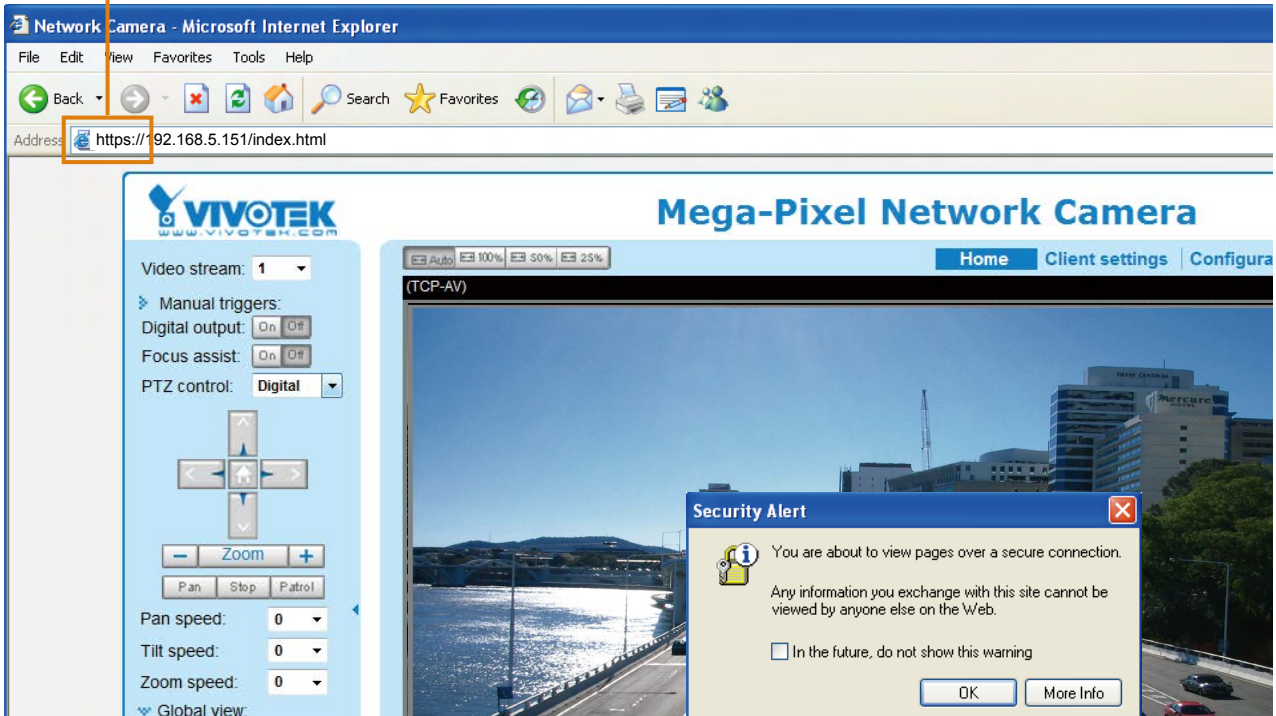 Network Camera - Microsoft Internet Explorer
File Edit View Favorites Tools Help
Back Search Favorites
Address https://192.168.5.151/index.html
VIVOTEK
WWW.VIVOTEK.COM
Mega-Pixel Network Camera
Auto 100% 50% 25%
Home Client settings Configura
Video stream: 1
(TCP-AV)
Manual triggers:
Digital output: On Off
Focus assist: On Off
PTZ control: Digital
Mercure
HOTEL
Zoom
Pan Stop Patrol
Pan speed: 0
Tilt speed: 0
Zoom speed: 0
Global view:
Security Alert
You are about to view pages over a secure connection.
Any information you exchange with this site cannot be
viewed by anyone else on the Web.
In the future, do not show this warning
OK More Info